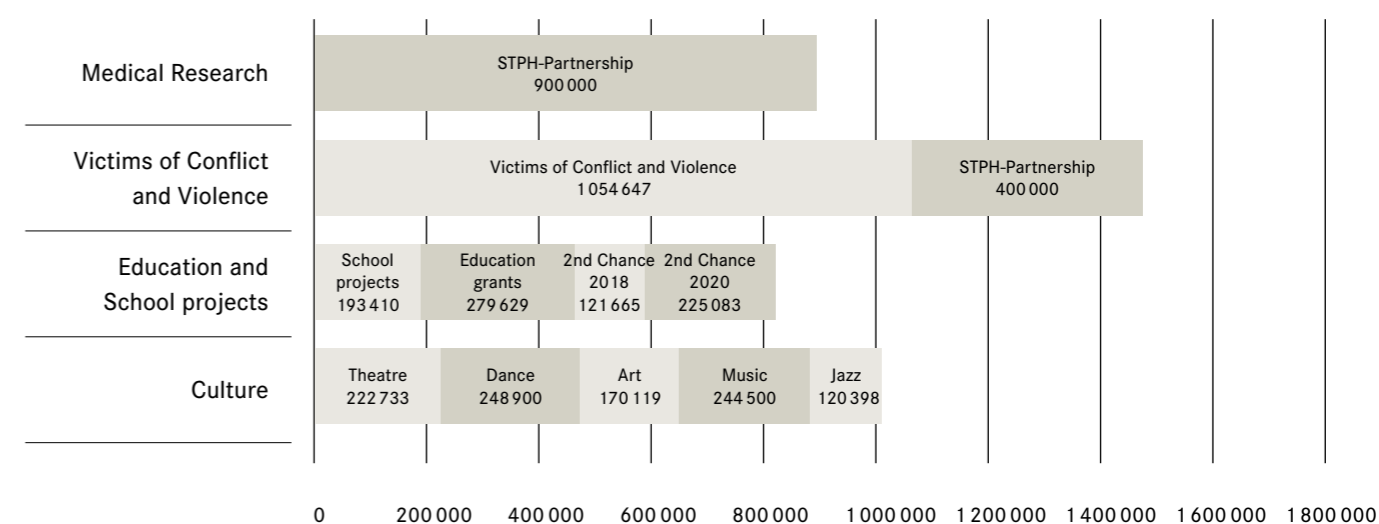 Medical Research
STPH-Partnership
900 000
Victims of Conflict
and Violence
Victims of Conflict and Violence
1 054 647
STPH-Partnership
400 000
Education and
School projects
School
projects
193 410
Education
grants
279 629
2nd Chance
2018
121 665
2nd Chance
2020
225 083
Culture
Theatre
222 733
Dance
248 900
Art
170 119
Music
244 500
Jazz
120 398
0 200 000 400 000 600 000 800 000 1 000 000 1 200 000 1 400 000 1 600 000 1 800 000